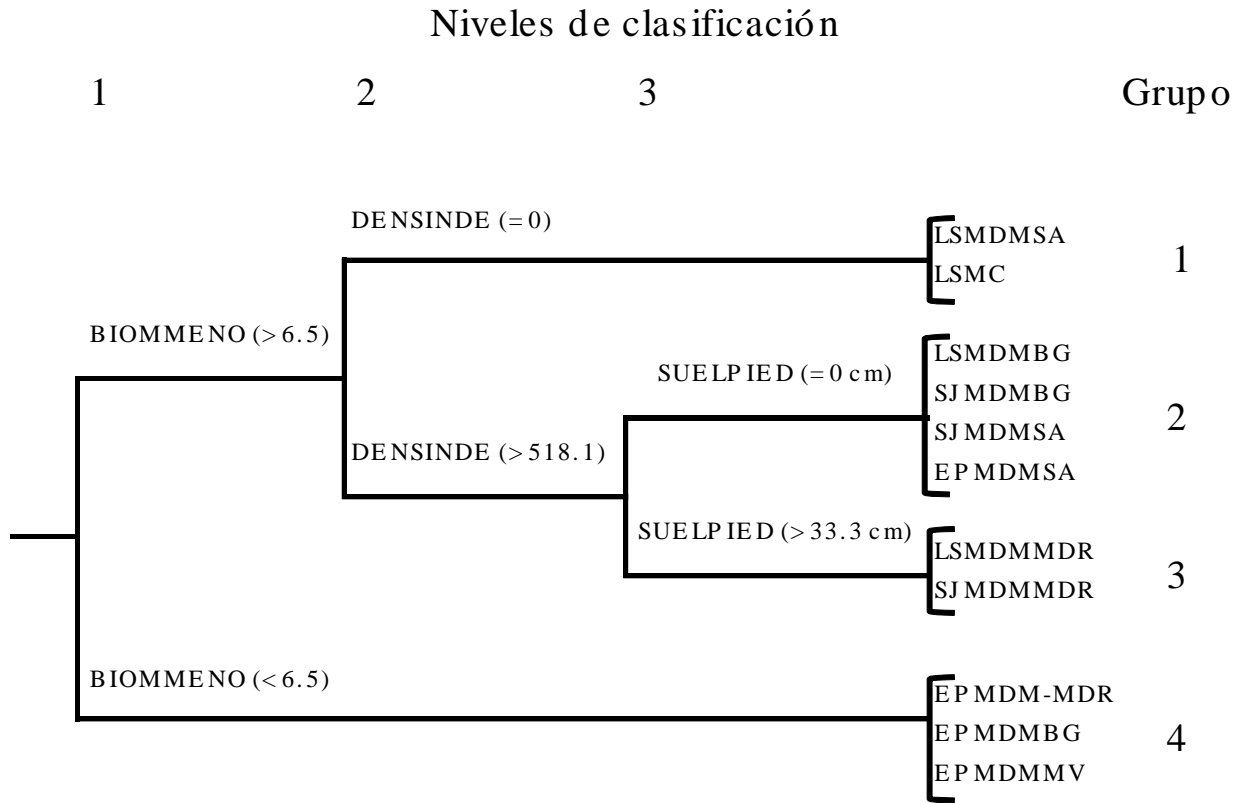 Niveles de clasificación
1 2 3 Grupo
DENSINDE (=0)
LSMDMSA
LSMC
1
BIOMMENO (>6.5)
LSMDMBG
SJMDMBG
SJMDMSA
EPMDMSA
2
SUELPIED (=0 cm)
DENSINDE (>518.1)
SUELPIED (>33.3 cm)
LSMDMMDR
SJMDMMDR
3
BIOMMENO (<6.5)
EPMDM-MDR
EPMDMBG
EPMDMMV
4